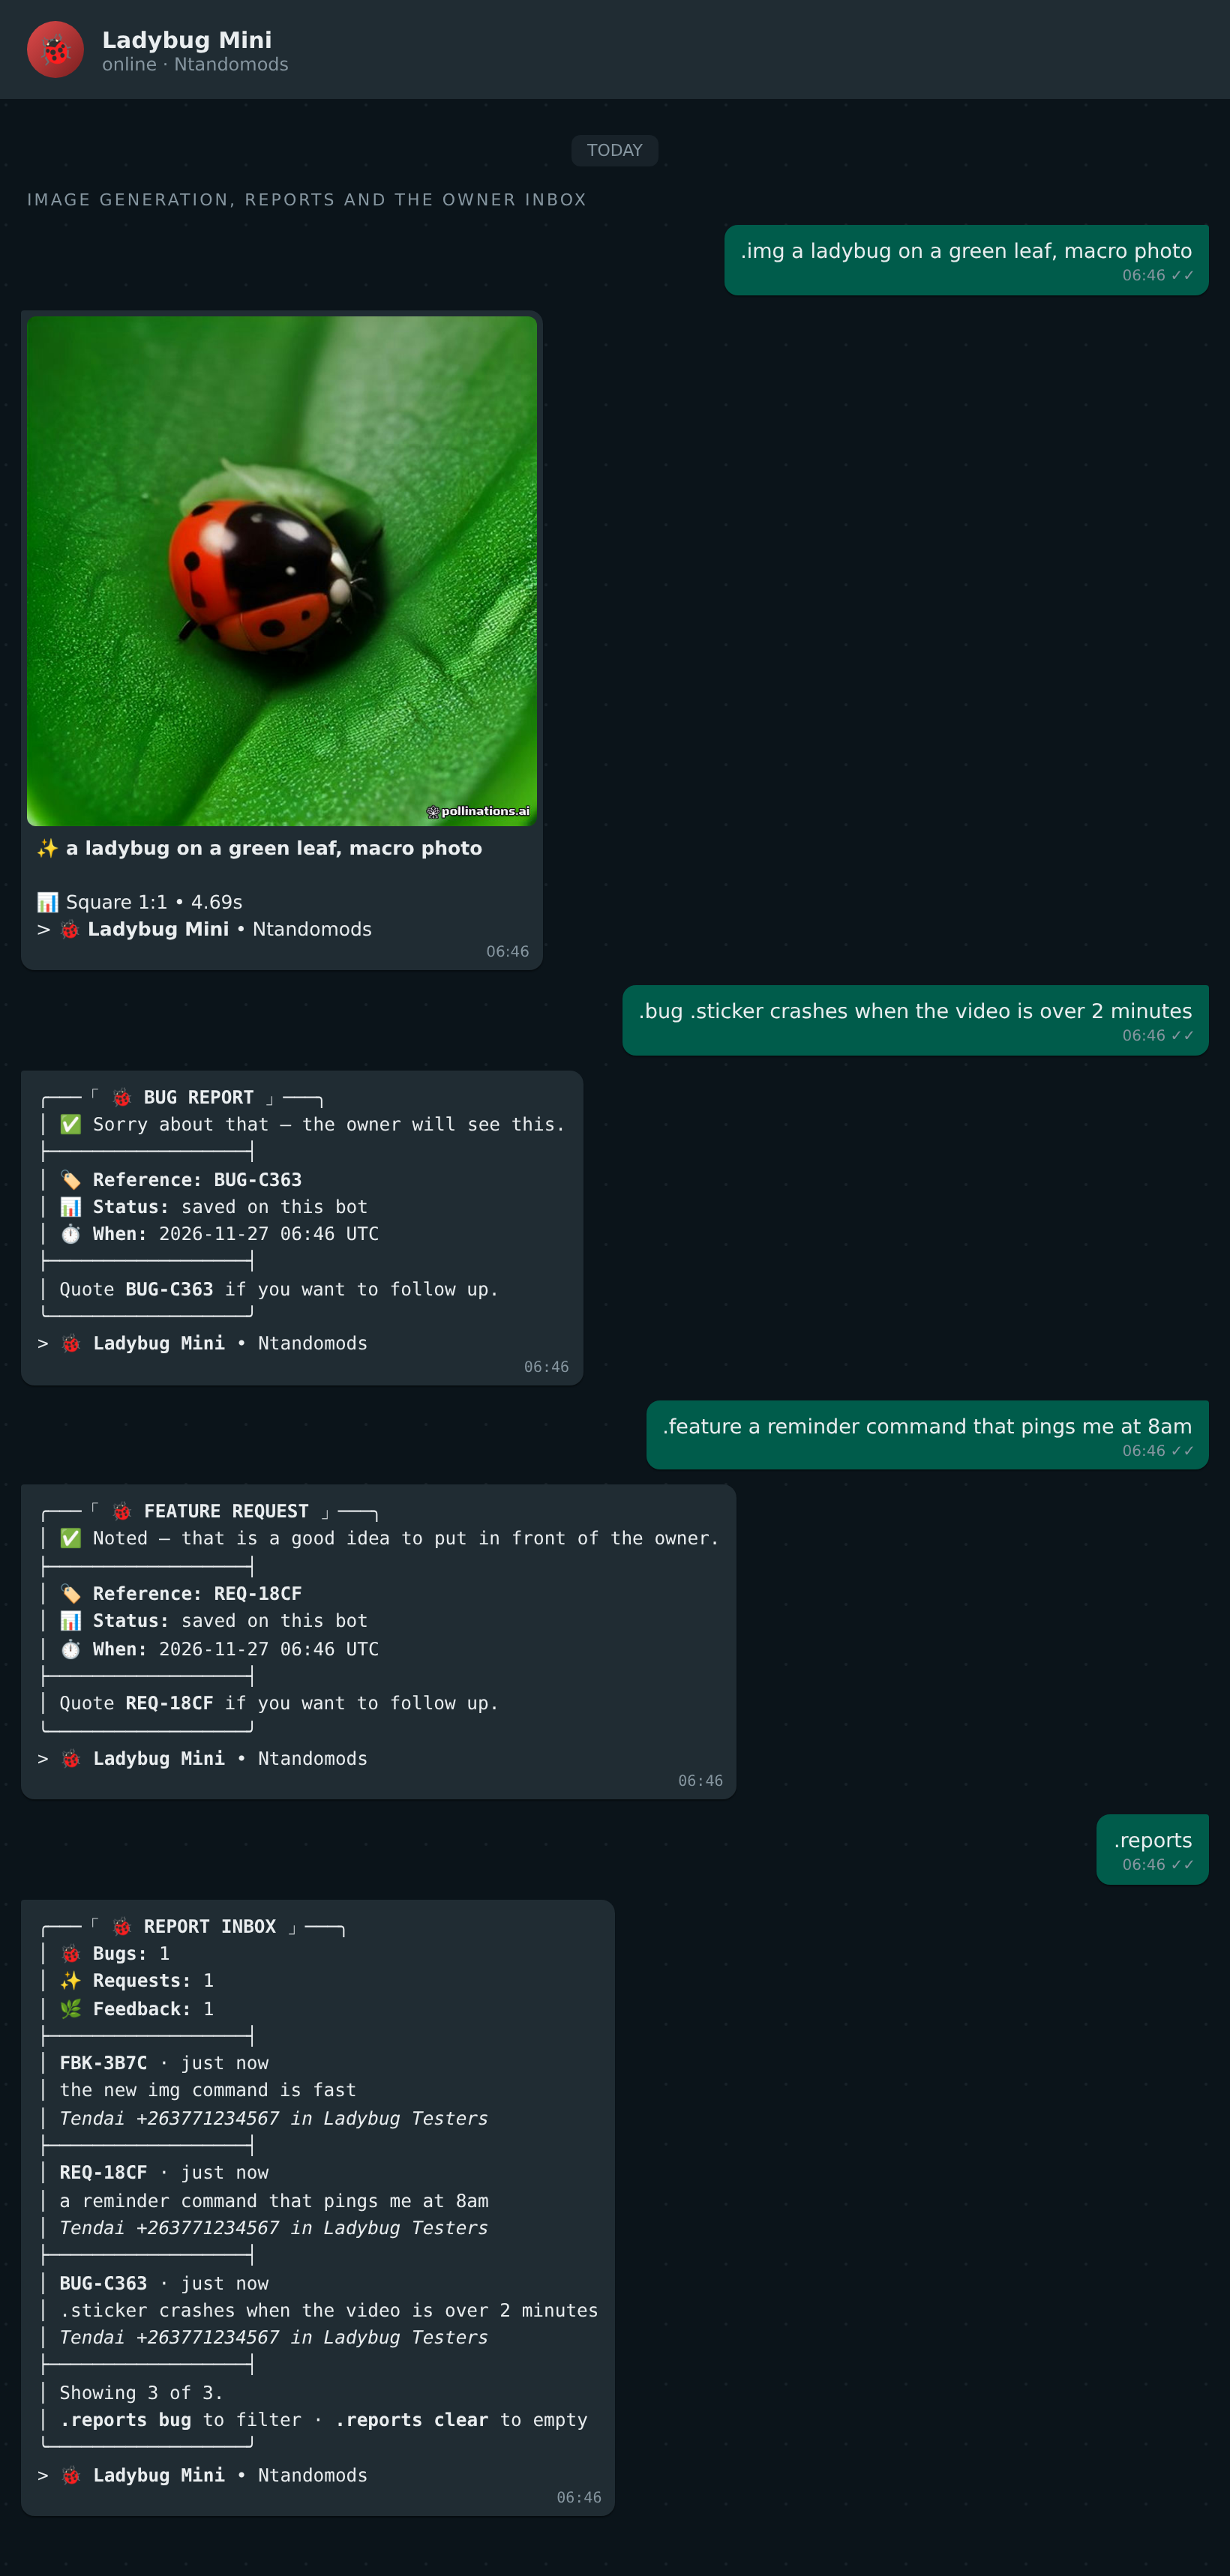 Ladybug Mini
online · Ntandomods
TODAY
IMAGE GENERATION, REPORTS AND THE OWNER INBOX
.img a ladybug on a green leaf, macro photo
06:46 ✓✓
pollinations.ai
✨ a ladybug on a green leaf, macro photo
📊 Square 1:1 • 4.69s
> 🐞 Ladybug Mini • Ntandomods
06:46
.bug .sticker crashes when the video is over 2 minutes
06:46 ✓✓
╭───「 🐞 BUG REPORT 」───╮
│ ✅ Sorry about that — the owner will see this.
├──────────────────┤
│ 🏷️ Reference: BUG-C363
│ 📊 Status: saved on this bot
│ ⏱️ When: 2026-11-27 06:46 UTC
├──────────────────┤
│ Quote BUG-C363 if you want to follow up.
╰──────────────────╯
> 🐞 Ladybug Mini • Ntandomods
06:46
.feature a reminder command that pings me at 8am
06:46 ✓✓
╭───「 🐞 FEATURE REQUEST 」───╮
│ ✅ Noted — that is a good idea to put in front of the owner.
├──────────────────┤
│ 🏷️ Reference: REQ-18CF
│ 📊 Status: saved on this bot
│ ⏱️ When: 2026-11-27 06:46 UTC
├──────────────────┤
│ Quote REQ-18CF if you want to follow up.
╰──────────────────╯
> 🐞 Ladybug Mini • Ntandomods
06:46
.reports
06:46 ✓✓
╭───「 🐞 REPORT INBOX 」───╮
│ 🐞 Bugs: 1
│ ✨ Requests: 1
│ 🌿 Feedback: 1
├──────────────────┤
│ FBK-3B7C · just now
│ the new img command is fast
│ Tendai +263771234567 in Ladybug Testers
├──────────────────┤
│ REQ-18CF · just now
│ a reminder command that pings me at 8am
│ Tendai +263771234567 in Ladybug Testers
├──────────────────┤
│ BUG-C363 · just now
│ .sticker crashes when the video is over 2 minutes
│ Tendai +263771234567 in Ladybug Testers
├──────────────────┤
│ Showing 3 of 3.
│ .reports bug to filter · .reports clear to empty
╰──────────────────╯
> 🐞 Ladybug Mini • Ntandomods
06:46